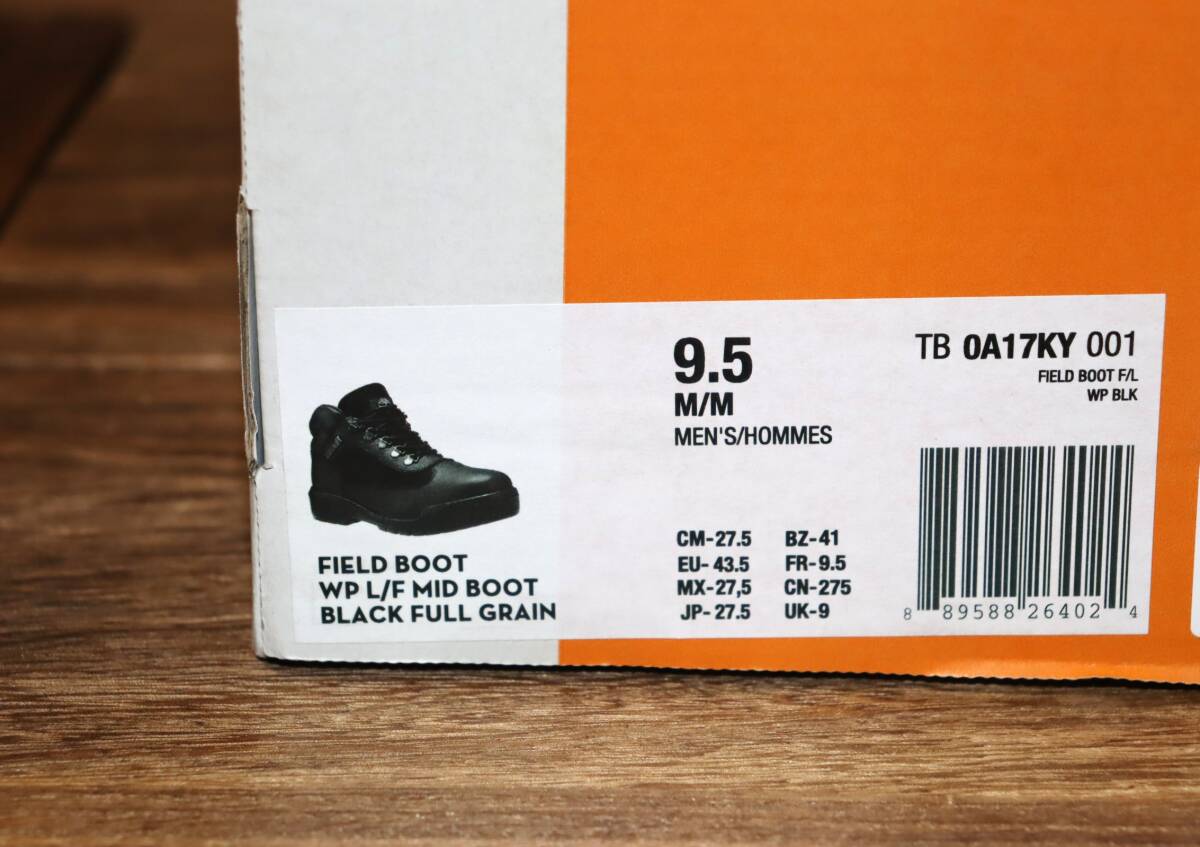 FIELD BOOT
WP L/F MID BOOT
BLACK FULL GRAIN
9.5
M/M
MEN'S/HOMMES
CM-27.5 BZ-41
EU-43.5 FR-9.5
MX-27,5 CN-275
JP-27.5 UK-9
TB 0A17KY 001
FIELD BOOT F/L
WP BLK
8 89588 26402 4